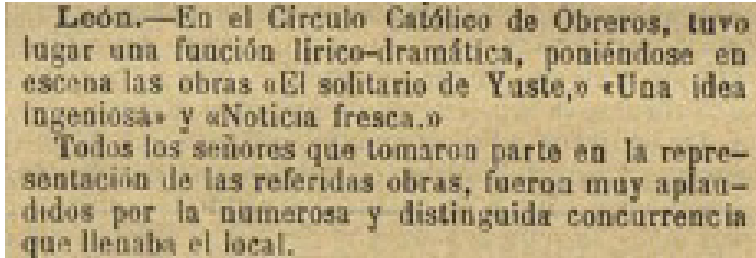 León.—En el Circulo Católico de Obreros, tuvo
lugar una función lírico-dramática, poniéndose en
escena las obras «El solitario de Yuste,» «Una idea
ingeniosa» y «Noticia fresca.»
Todos los señores que tomaron parte en la repre-
sentación de las referidas obras, fueron muy aplau-
didos por la numerosa y distinguida concurrencia
que llenaba el local.